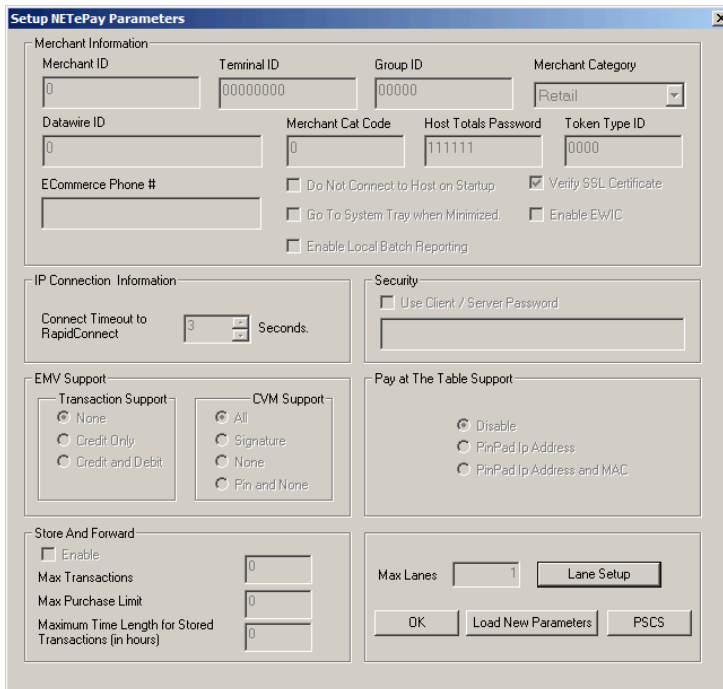 Setup NETePay Parameters
Merchant Information
Merchant ID Temrinal ID Group ID Merchant Category
0 00000000 00000 Retail
Datawire ID Merchant Cat Code Host Totals Password Token Type ID
0 0 111111 0000
ECommerce Phone # Do Not Connect to Host on Startup Verify SSL Certificate
Go To System Tray when Minimized. Enable EWIC
Enable Local Batch Reporting
IP Connection Information
Connect Timeout to
RapidConnect
3 Seconds.
Security
Use Client / Server Password
EMV Support
Transaction Support
None
Credit Only
Credit and Debit
CVM Support
All
Signature
None
Pin and None
Pay at The Table Support
Disable
PinPad Ip Address
PinPad Ip Address and MAC
Store And Forward
Enable
Max Transactions 0
Max Purchase Limit 0
Maximum Time Length for Stored
Transactions (in hours) 0
Max Lanes 1 Lane Setup
OK Load New Parameters PSCS